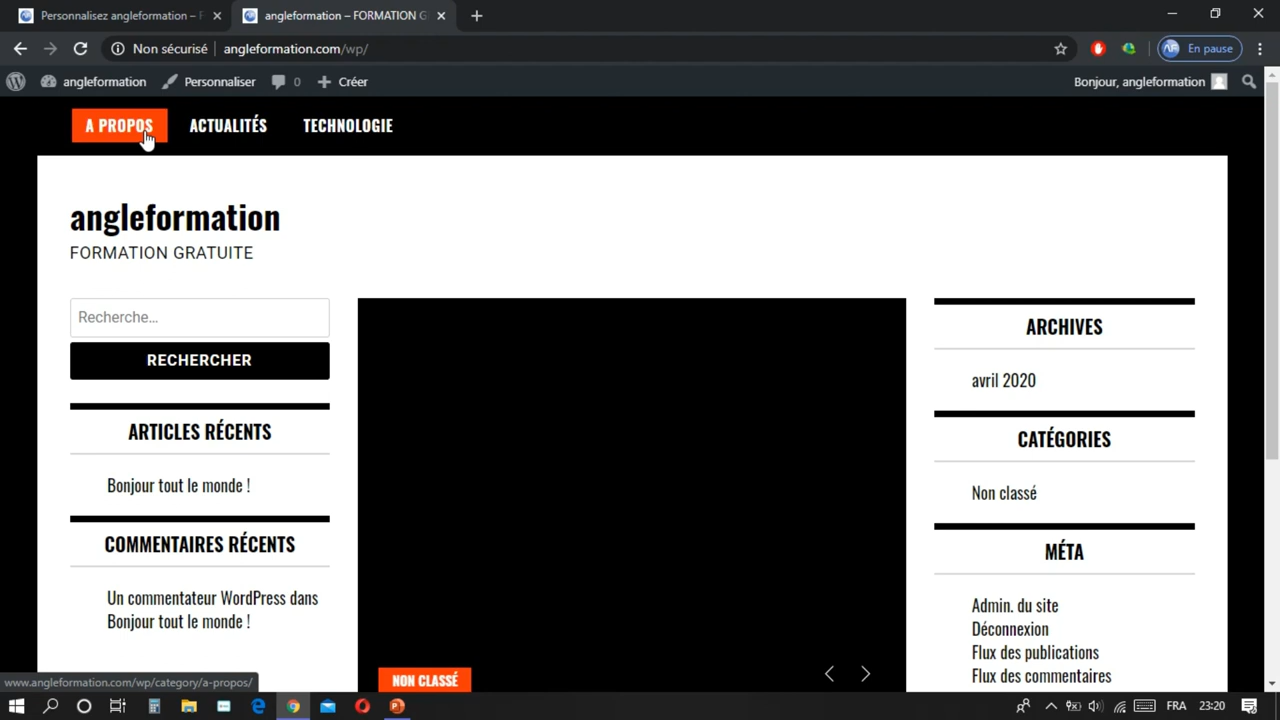 Personnalisez angleformation – F
angleformation – FORMATION G
Non sécurisé
angleformation.com/wp/
En pause
angleformation
Personnaliser
0
Créer
Bonjour, angleformation
A PROPOS
ACTUALITÉS
TECHNOLOGIE
angleformation
FORMATION GRATUITE
Recherche...
RECHERCHER
ARTICLES RÉCENTS
Bonjour tout le monde !
COMMENTAIRES RÉCENTS
Un commentateur WordPress dans
Bonjour tout le monde !
NON CLASSÉ
ARCHIVES
avril 2020
CATÉGORIES
Non classé
MÉTA
Admin. du site
Déconnexion
Flux des publications
Flux des commentaires
www.angleformation.com/wp/category/a-propos/
FRA
23:20